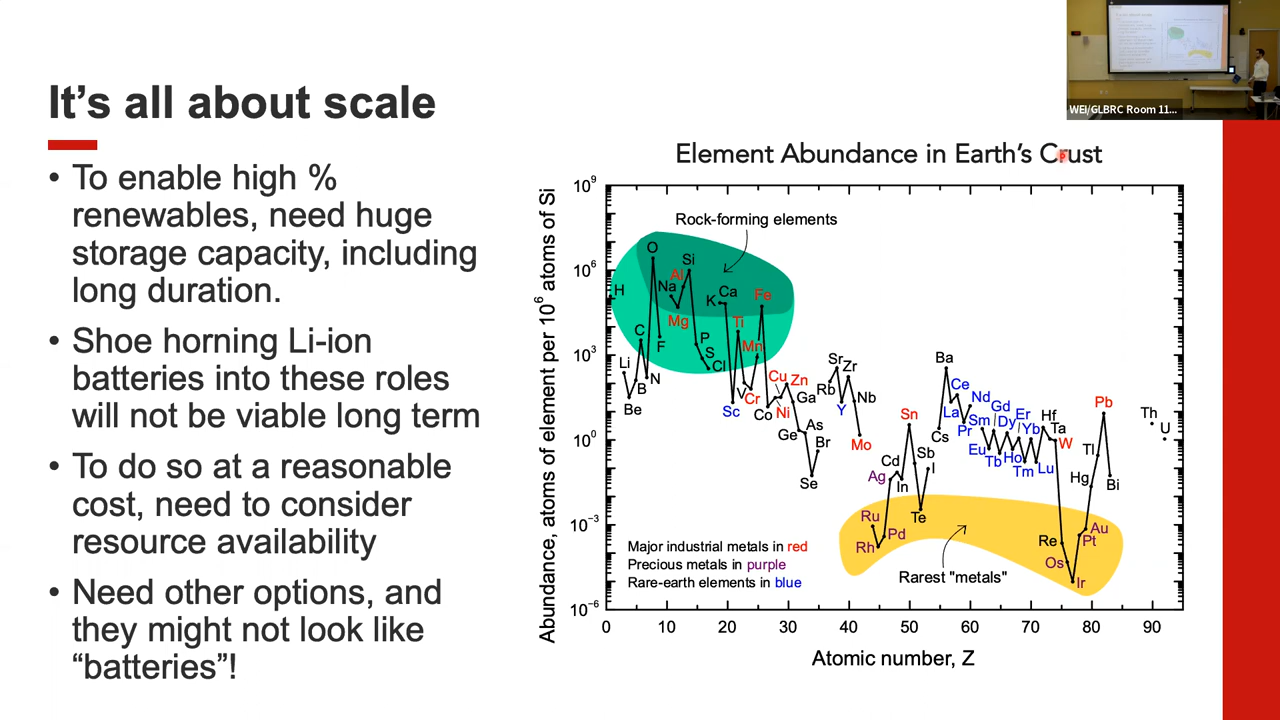 WEI/GLBRC Room 11...
It's all about scale
• To enable high %
renewables, need huge
storage capacity, including
long duration.
• Shoe horning Li-ion
batteries into these roles
will not be viable long term
• To do so at a reasonable
cost, need to consider
resource availability
• Need other options, and
they might not look like
“batteries”!
Element Abundance in Earth's Crust
Abundance, atoms of element per 10⁶ atoms of Si
10⁹
10⁶
10³
10⁰
10⁻³
10⁻⁶
Rock-forming elements
H
Li
Be
B
C
N
O
F
Na
Mg
Al
Si
P
S
Cl
K
Ca
Sc
Ti
V
Cr
Mn
Fe
Co
Ni
Cu
Zn
Ga
Ge
As
Se
Br
Rb
Sr
Y
Zr
Nb
Mo
Ru
Rh
Pd
Ag
Cd
In
Sn
Sb
Te
I
Cs
Ba
La
Ce
Pr
Nd
Sm
Eu
Gd
Tb
Dy
Ho
Er
Tm
Yb
Lu
Hf
Ta
W
Re
Os
Ir
Pt
Au
Hg
Tl
Pb
Bi
Th
U
Major industrial metals in red
Precious metals in purple
Rare-earth elements in blue
Rarest "metals"
0 10 20 30 40 50 60 70 80 90
Atomic number, Z